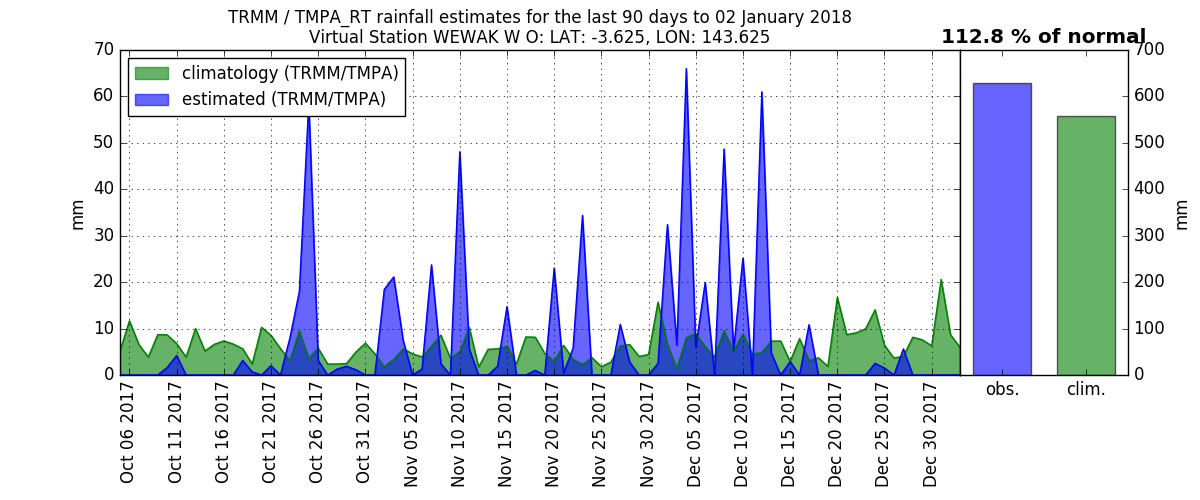 TRMM / TMPA_RT rainfall estimates for the last 90 days to 02 January 2018
Virtual Station WEWAK W O: LAT: -3.625, LON: 143.625
112.8 % of normal
climatology (TRMM/TMPA)
estimated (TRMM/TMPA)
mm
70
60
50
40
30
20
10
0
Oct 06 2017
Oct 11 2017
Oct 16 2017
Oct 21 2017
Oct 26 2017
Oct 31 2017
Nov 05 2017
Nov 10 2017
Nov 15 2017
Nov 20 2017
Nov 25 2017
Nov 30 2017
Dec 05 2017
Dec 10 2017
Dec 15 2017
Dec 20 2017
Dec 24 2017
Dec 30 2017
obs.
clim.
700
600
500
400
300
200
100
0
mm